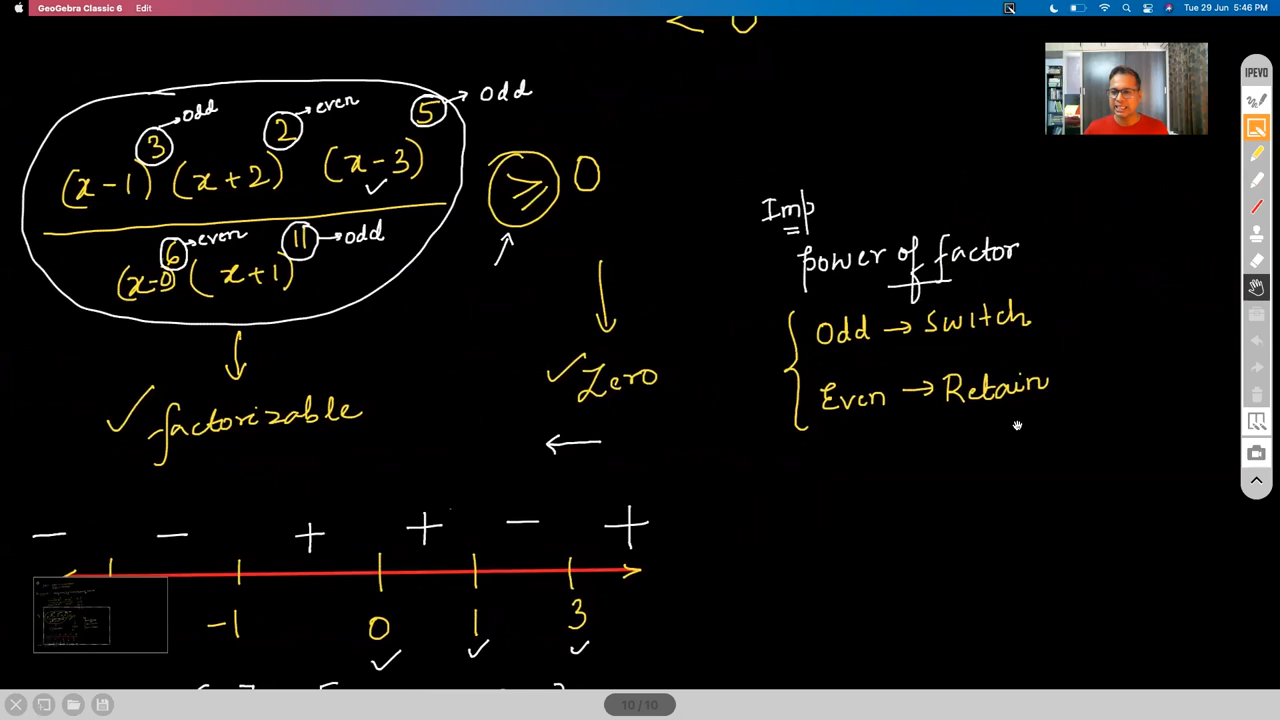 GeoGebra Classic 6 Edit
Tue 29 Jun 5:46 PM
< 0
(x-1)³ → odd (x+2)² → even (x-3)⁵ → odd
≥ 0
(x-0)⁶ → even (x+1)¹¹ → odd
✓ factorizable
✓ Zero
Imp
power of factor
Odd → Switch
Even → Retain
IPEVO
- - + + - +
-1 0 1 3
10 / 10